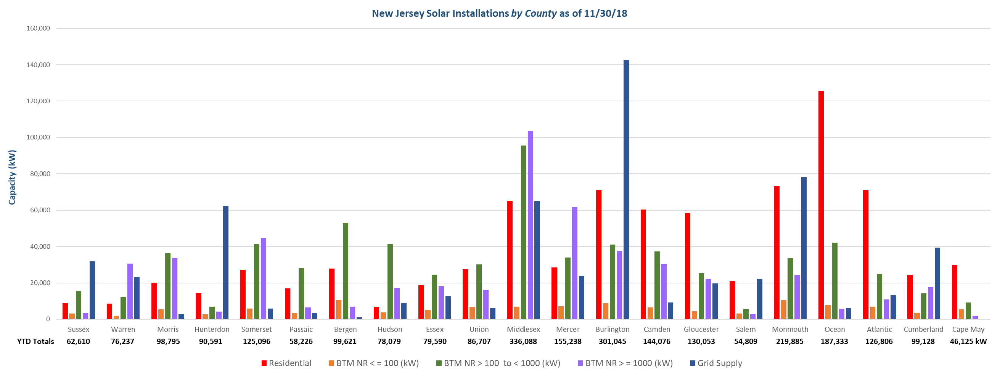 New Jersey Solar Installations by County as of 11/30/18
160,000
140,000
120,000
100,000
80,000
60,000
40,000
20,000
0
Capacity (kW)
Sussex Warren Morris Hunterdon Somerset Passaic Bergen Hudson Essex Union Middlesex Mercer Burlington Camden Gloucester Salem Monmouth Ocean Atlantic Cumberland Cape May
YTD Totals 62,610 76,237 98,795 90,591 125,096 58,226 99,621 78,079 79,590 86,707 336,088 155,238 301,045 144,076 130,053 54,809 219,885 187,333 126,806 99,128 46,125 kW
Residential BTM NR < = 100 (kW) BTM NR > 100 to < 1000 (kW) BTM NR > = 1000 (kW) Grid Supply